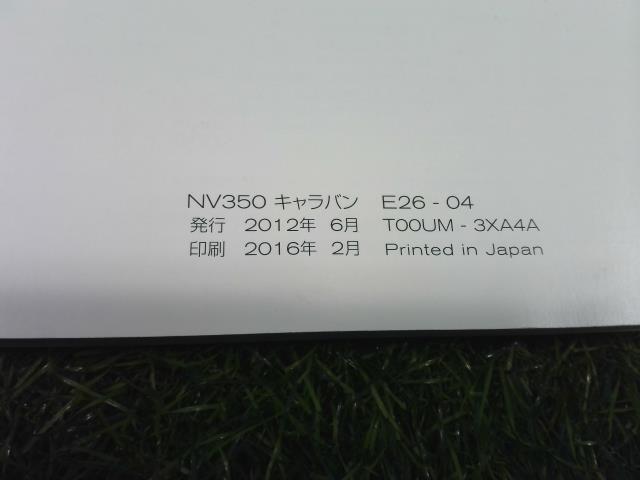 NV350 キャラバン E26 - 04
発行 2012年 6月 T00UM - 3XA4A
印刷 2016年 2月 Printed in Japan